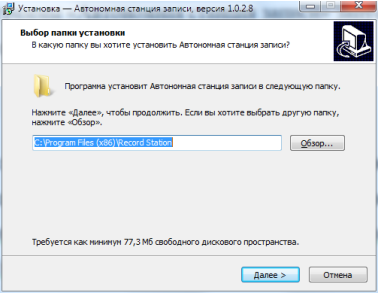 Установка — Автономная станция записи, версия 1.0.2.8
Выбор папки установки
В какую папку вы хотите установить Автономная станция записи?
Программа установит Автономная станция записи в следующую папку.
Нажмите «Далее», чтобы продолжить. Если вы хотите выбрать другую папку,
нажмите «Обзор».
C:\Program Files (x86)\Record Station
Обзор...
Требуется как минимум 77,3 Мб свободного дискового пространства.
Далее >
Отмена